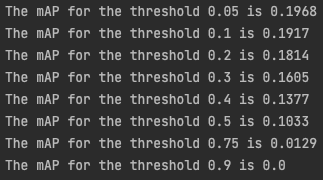 The mAP for the threshold 0.05 is 0.1968
The mAP for the threshold 0.1 is 0.1917
The mAP for the threshold 0.2 is 0.1814
The mAP for the threshold 0.3 is 0.1605
The mAP for the threshold 0.4 is 0.1377
The mAP for the threshold 0.5 is 0.1033
The mAP for the threshold 0.75 is 0.0129
The mAP for the threshold 0.9 is 0.0